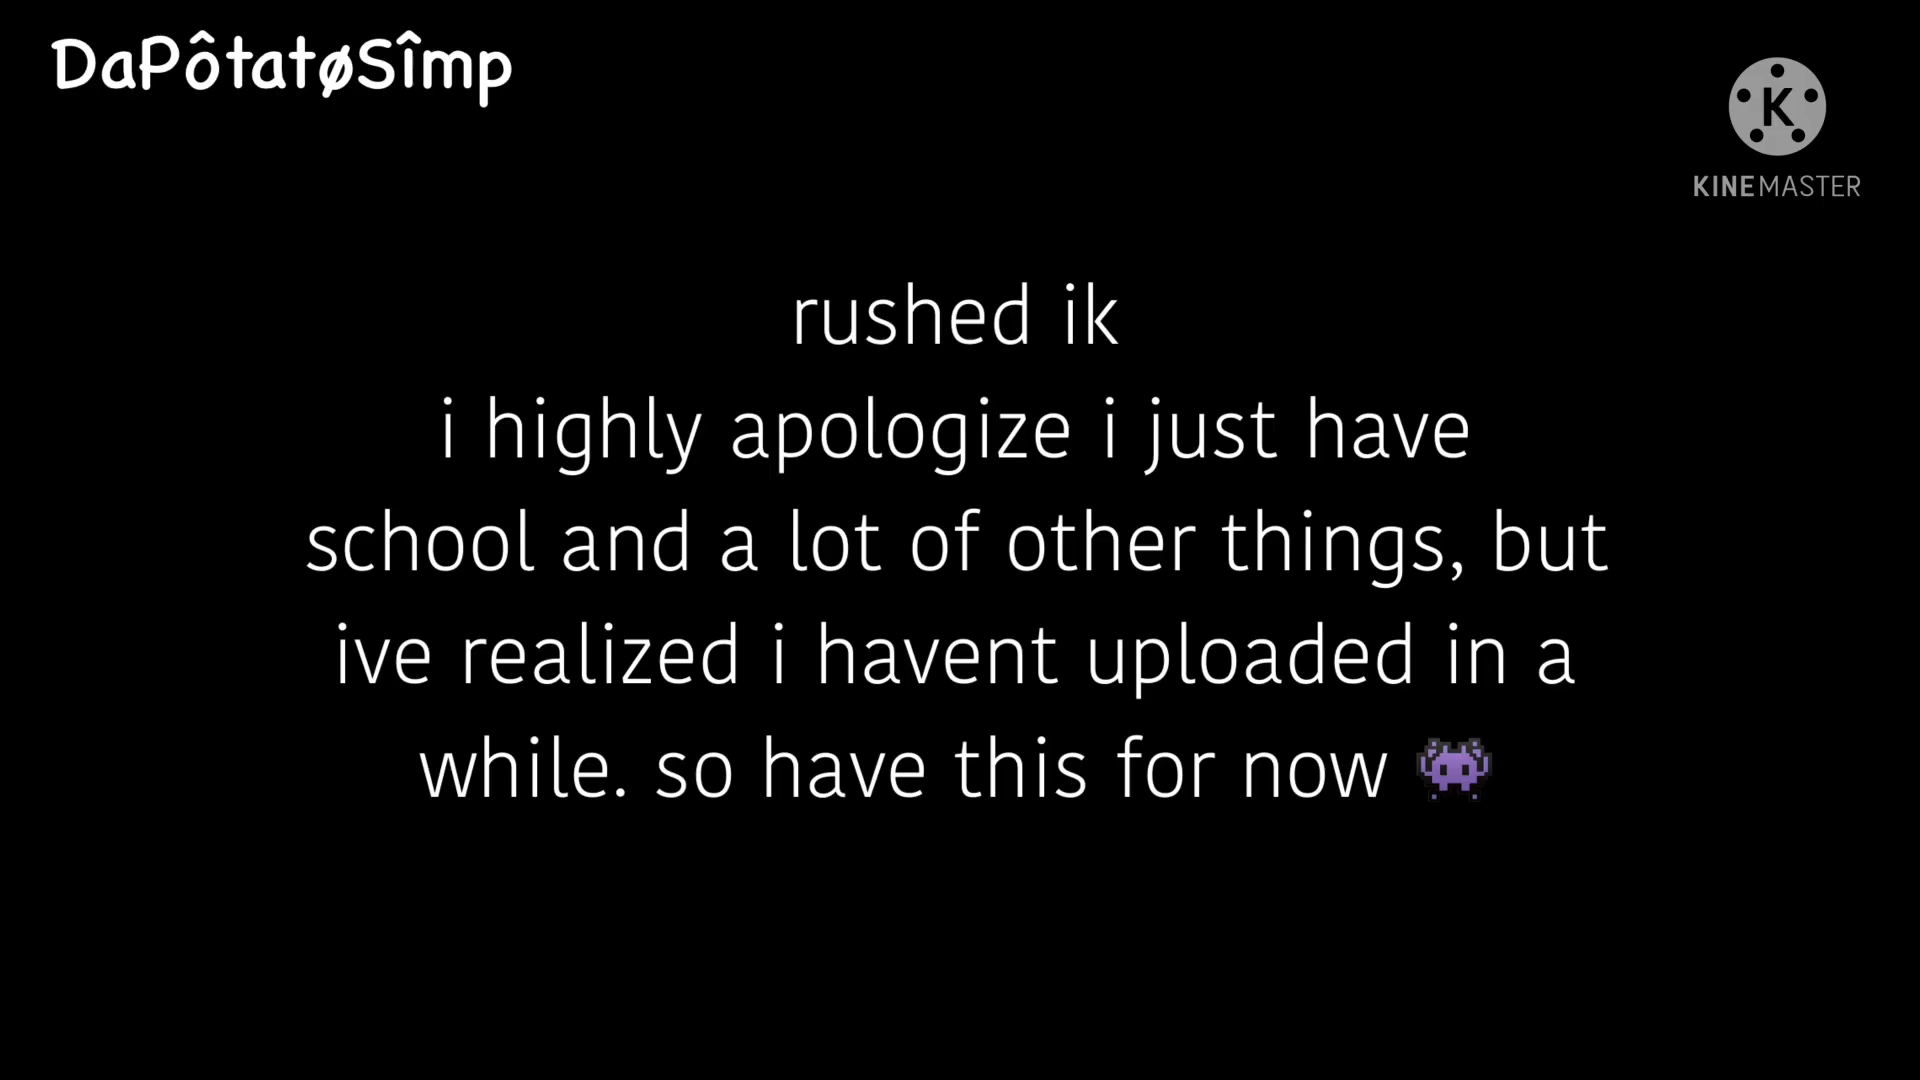 DaPôtatøSîmp
K
KINEMASTER
rushed ik
i highly apologize i just have
school and a lot of other things, but
ive realized i havent uploaded in a
while. so have this for now 👾